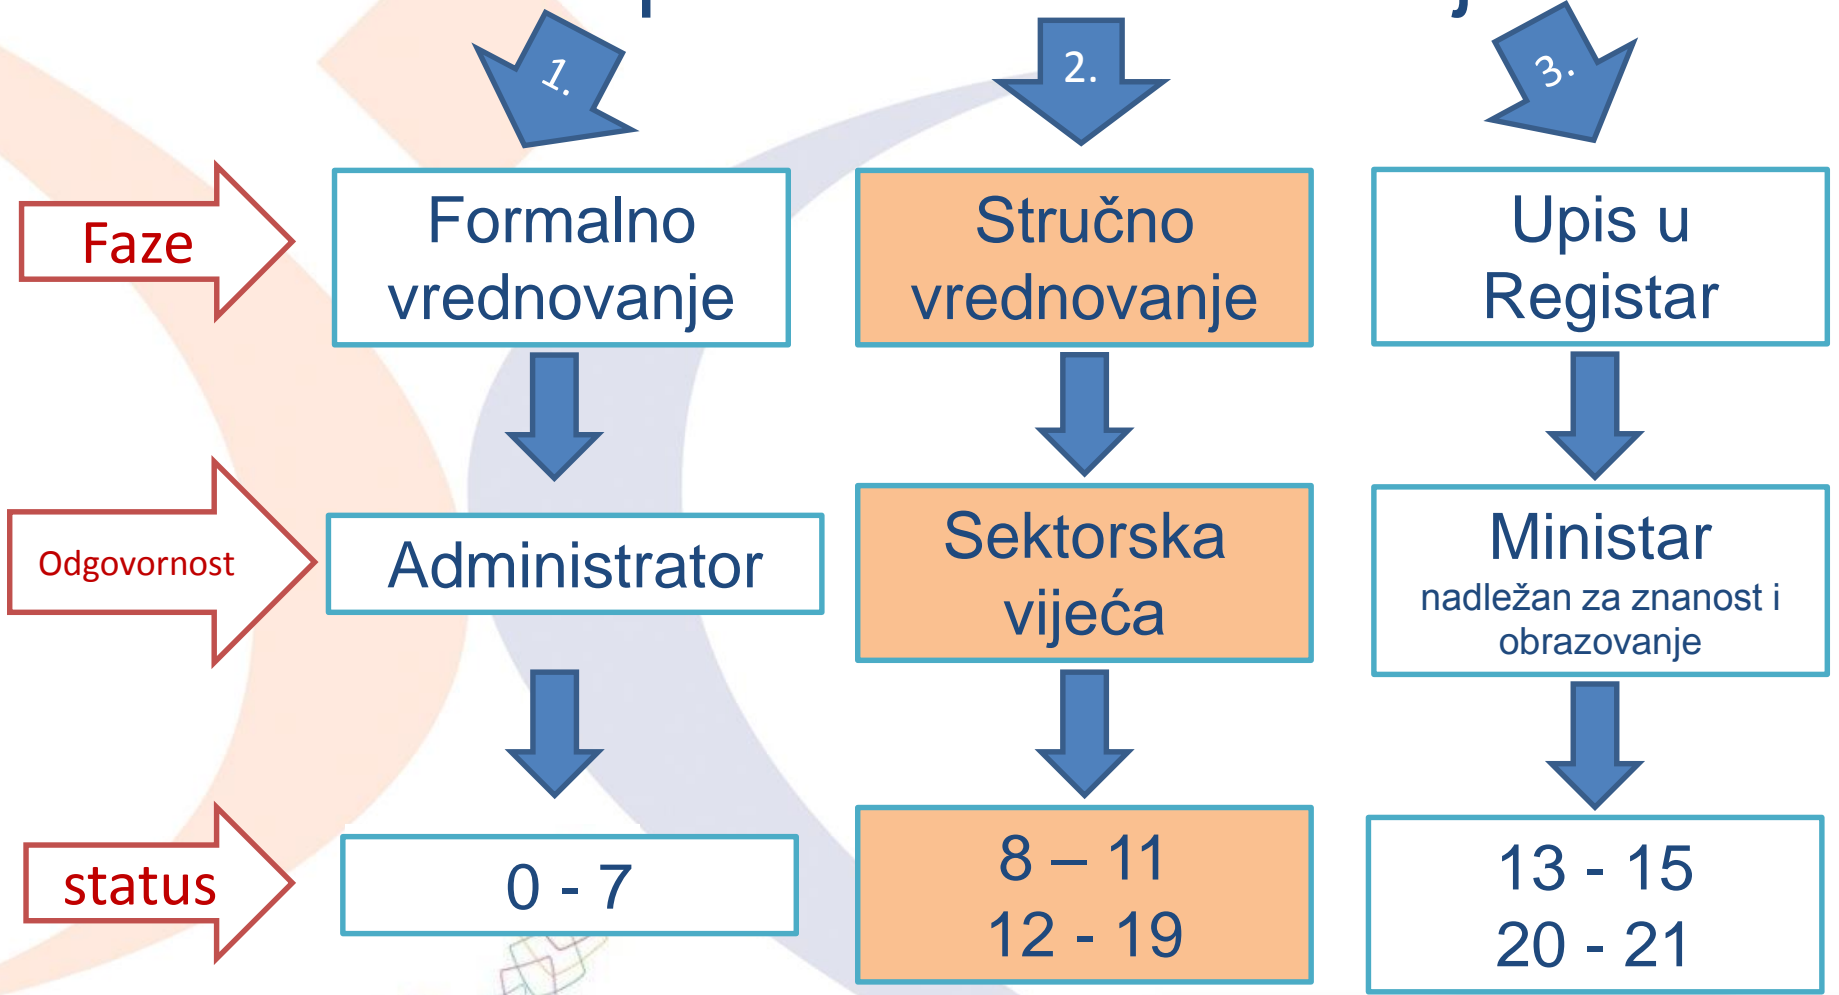 1.
2.
3.
Faze
Formalno
vrednovanje
Stručno
vrednovanje
Upis u
Registar
Odgovornost
Administrator
Sektorska
vijeća
Ministar
nadležan za znanost i
obrazovanje
status
0 - 7
8 – 11
12 - 19
13 - 15
20 - 21